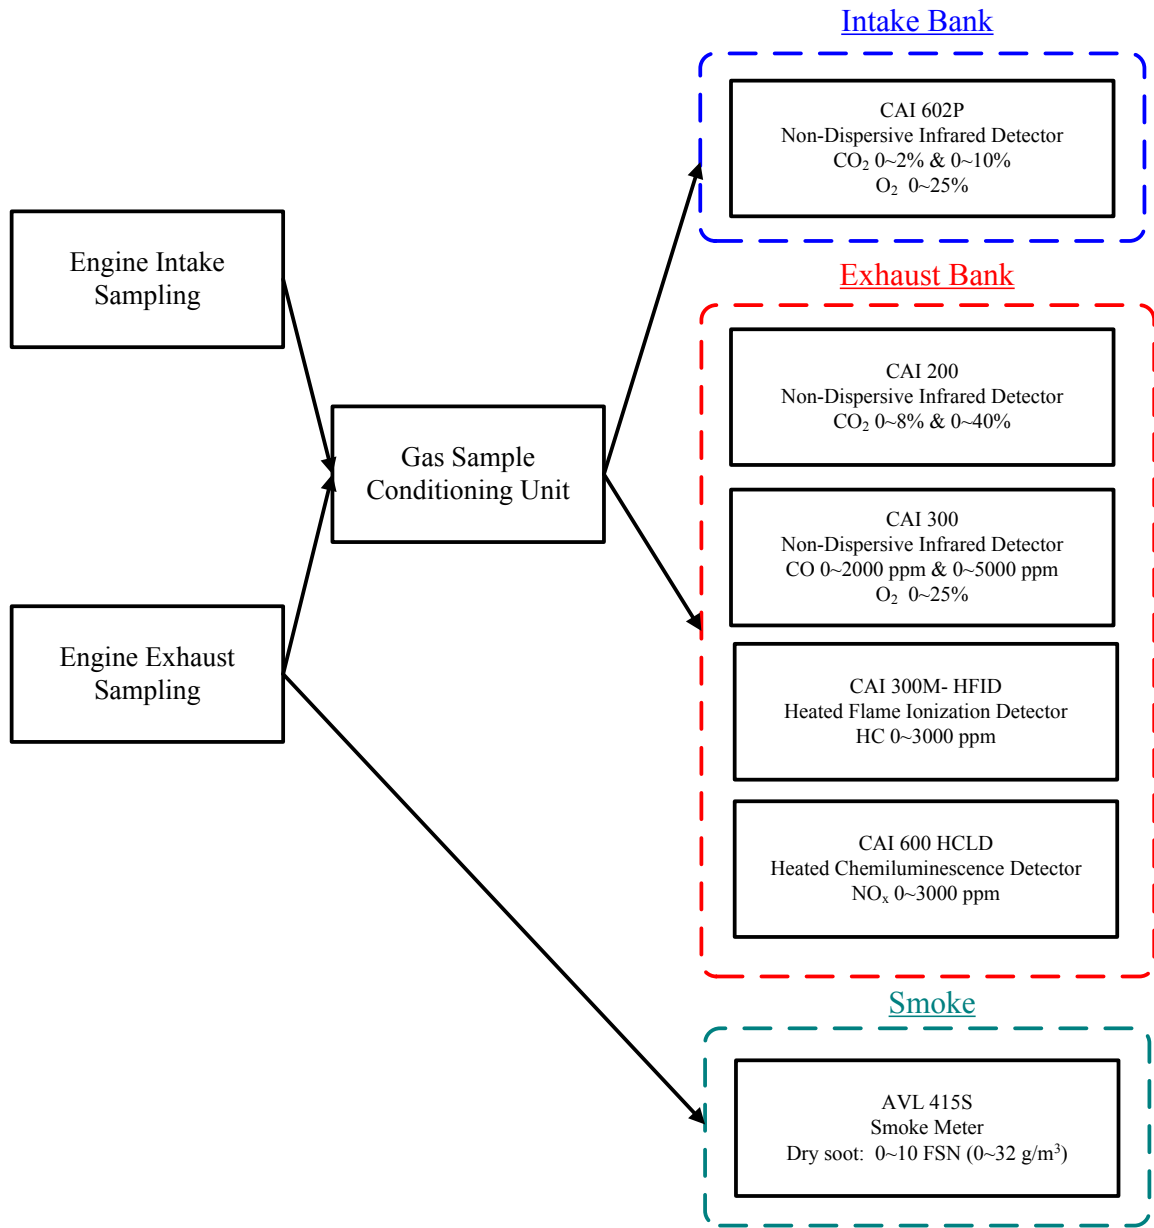 Intake Bank
CAI 602P
Non-Dispersive Infrared Detector
CO₂ 0~2% & 0~10%
O₂ 0~25%
Engine Intake
Sampling
Exhaust Bank
CAI 200
Non-Dispersive Infrared Detector
CO₂ 0~8% & 0~40%
Gas Sample
Conditioning Unit
CAI 300
Non-Dispersive Infrared Detector
CO 0~2000 ppm & 0~5000 ppm
O₂ 0~25%
Engine Exhaust
Sampling
CAI 300M- HFID
Heated Flame Ionization Detector
HC 0~3000 ppm
CAI 600 HCLD
Heated Chemiluminescence Detector
NOₓ 0~3000 ppm
Smoke
AVL 415S
Smoke Meter
Dry soot: 0~10 FSN (0~32 g/m³)